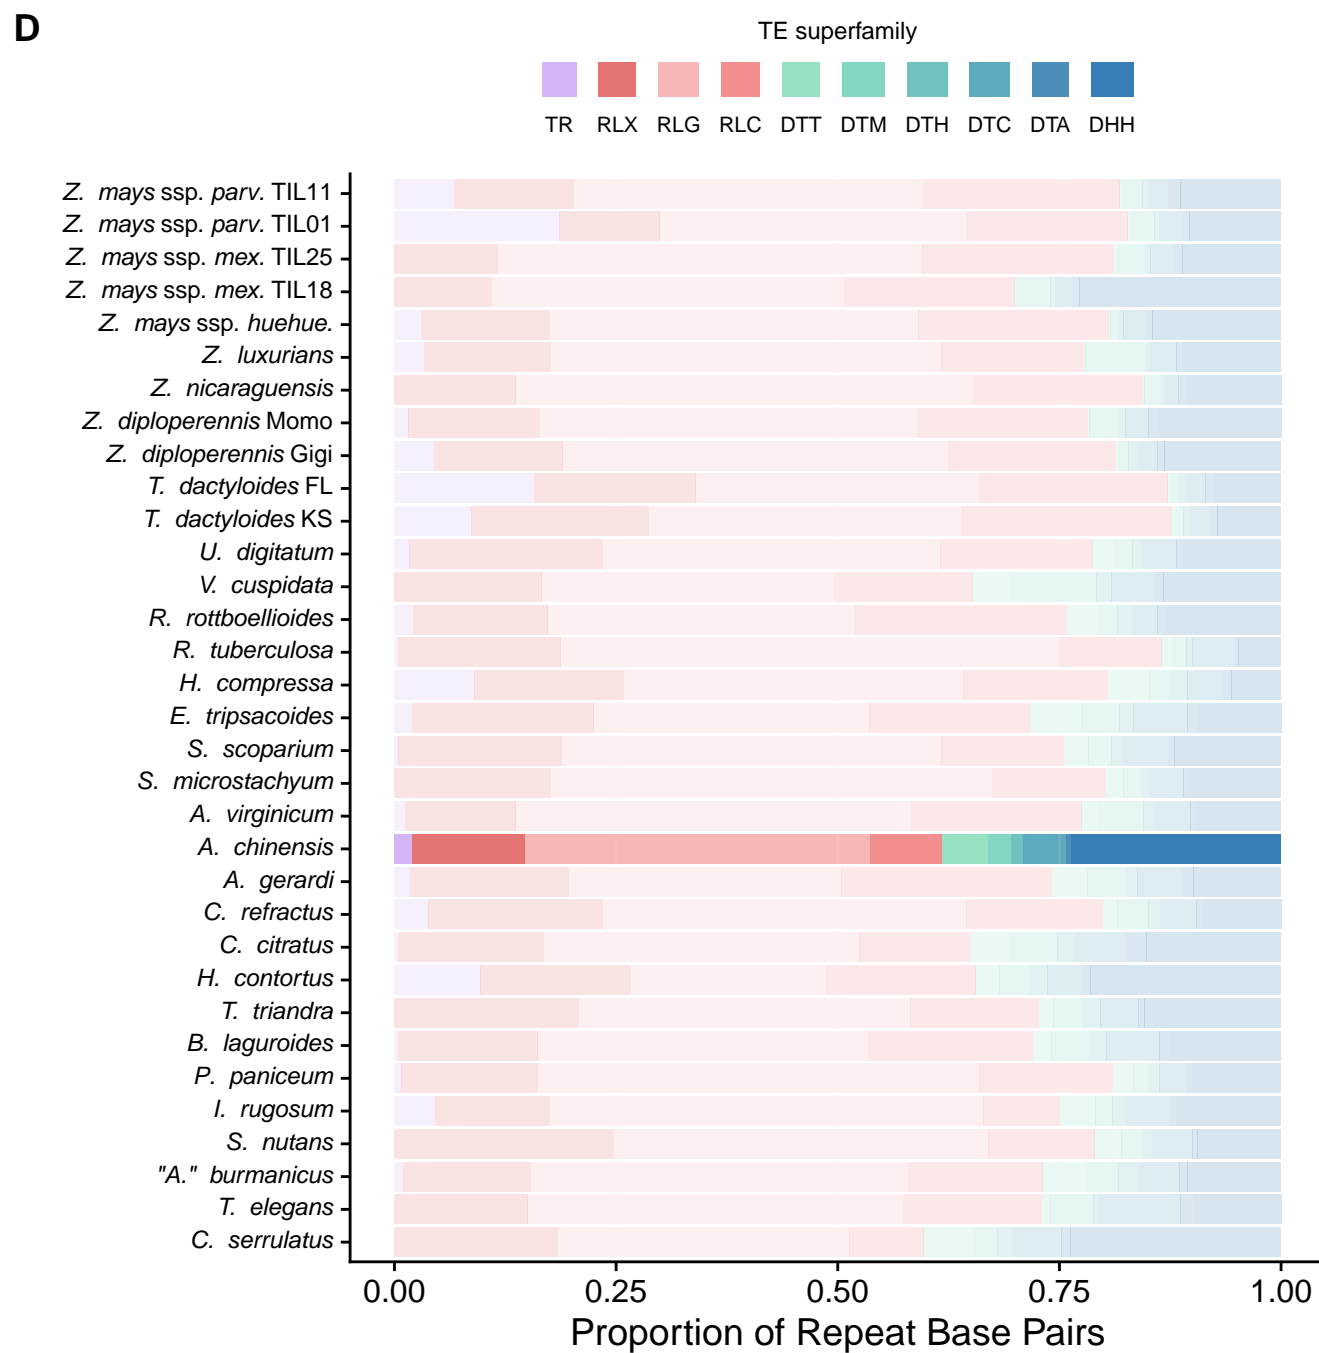 D
TE superfamily
TR RLX RLG RLC DTT DTM DTH DTC DTA DHH
Z. mays ssp. parv. TIL11
Z. mays ssp. parv. TIL01
Z. mays ssp. mex. TIL25
Z. mays ssp. mex. TIL18
Z. mays ssp. huehue.
Z. luxurians
Z. nicaraguensis
Z. diploperennis Momo
Z. diploperennis Gigi
T. dactyloides FL
T. dactyloides KS
U. digitatum
V. cuspidata
R. rottboellioides
R. tuberculosa
H. compressa
E. tripsacoides
S. scoparium
S. microstachyum
A. virginicum
A. chinensis
A. gerardi
C. refractus
C. citratus
H. contortus
T. triandra
B. laguroides
P. paniceum
I. rugosum
S. nutans
"A." burmanicus
T. elegans
C. serrulatus
0.00 0.25 0.50 0.75 1.00
Proportion of Repeat Base Pairs